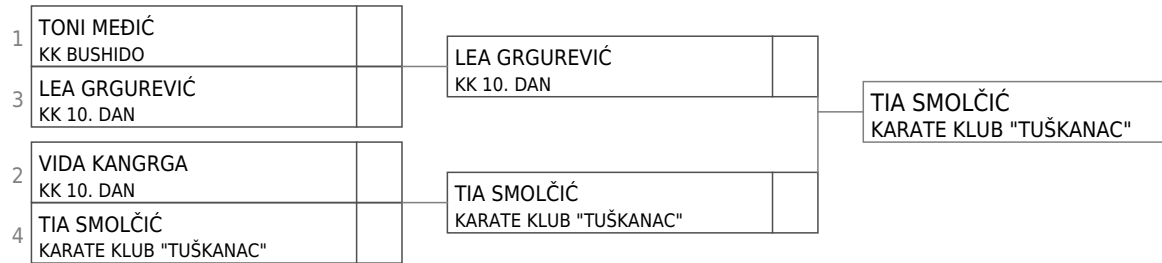 1
TONI MEĐIĆ
KK BUSHIDO
3
LEA GRGUREVIĆ
KK 10. DAN
2
VIDA KANGRGA
KK 10. DAN
4
TIA SMOLČIĆ
KARATE KLUB "TUŠKANAC"
LEA GRGUREVIĆ
KK 10. DAN
TIA SMOLČIĆ
KARATE KLUB "TUŠKANAC"
TIA SMOLČIĆ
KARATE KLUB "TUŠKANAC"